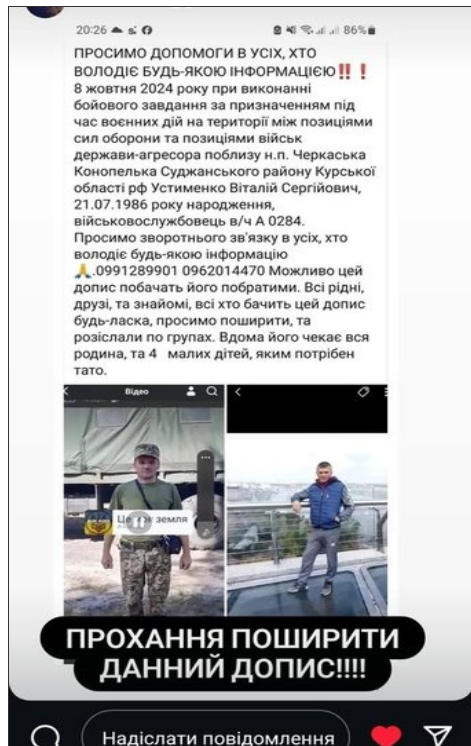 20:26 86%
ПРОСИМО ДОПОМОГИ В УСІХ, ХТО
ВОЛОДІЄ БУДЬ-ЯКОЮ ІНФОРМАЦІЄЮ‼️❗
8 жовтня 2024 року при виконанні
бойового завдання за призначенням під
час воєнних дій на території між позиціями
сил оборони та позиціями військ
держави-агресора поблизу н.п. Черкаська
Конопелька Суджанського району Курської
області рф Устименко Віталій Сергійович,
21.07.1986 року народження,
військовослужбовець в/ч А 0284.
Просимо зворотнього зв'язку в усіх, хто
володіє будь-якою інформацію
🙏.0991289901 0962014470 Можливо цей
допис побачать його побратими. Всі рідні,
друзі, та знайомі, всі хто бачить цей допис
будь-ласка, просимо поширити, та
розіслали по групах. Вдома його чекає вся
родина, та 4 малих дітей, яким потрібен
тато.
Відео
земля
ПРОХАННЯ ПОШИРИТИ
ДАННИЙ ДОПИС!!!!
Надіслати повідомлення